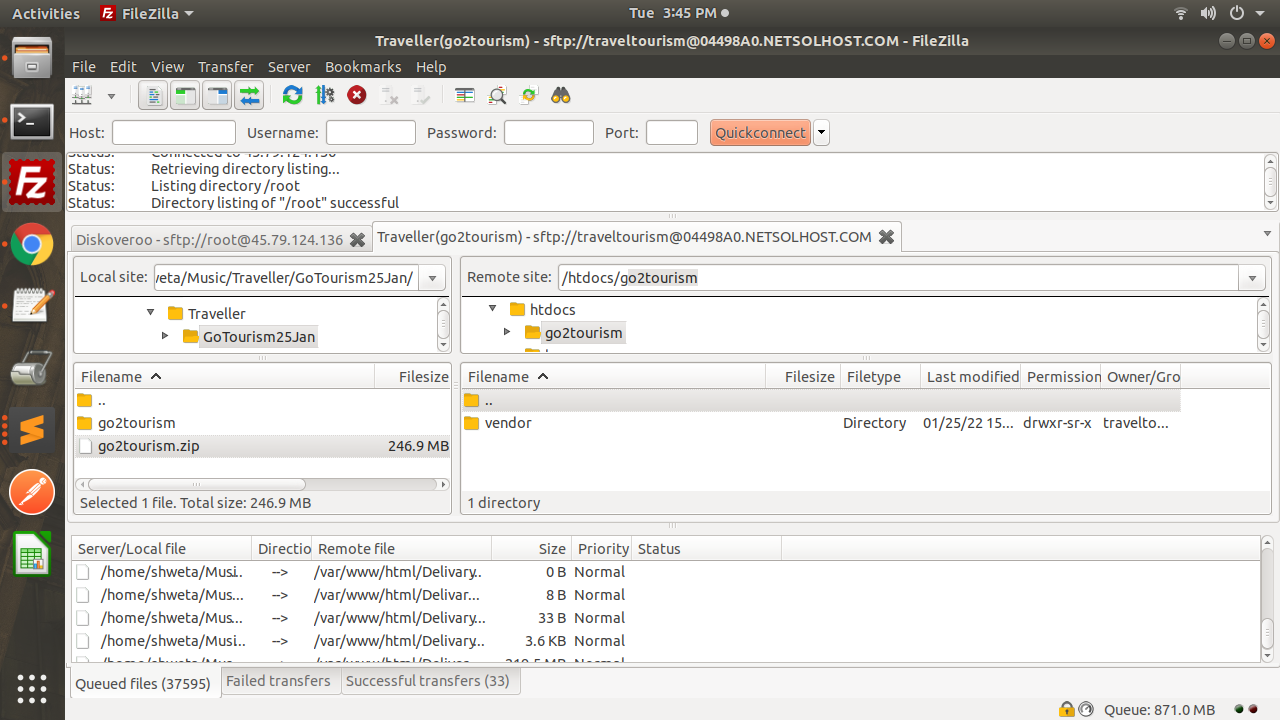 Activities FileZilla Tue 3:45 PM
Traveller(go2tourism) - sftp://traveltourism@04498A0.NETSOLHOST.COM - FileZilla
File Edit View Transfer Server Bookmarks Help
Host: Username: Password: Port: Quickconnect
Status: Connected to 45.79.124.136
Status: Retrieving directory listing...
Status: Listing directory /root
Status: Directory listing of "/root" successful
Diskoveroo - sftp://root@45.79.124.136 Traveller(go2tourism) - sftp://traveltourism@04498A0.NETSOLHOST.COM
Local site: /eta/Music/Traveller/GoTourism25Jan/ Remote site: /htdocs/go2tourism
Traveller htdocs
GoTourism25Jan go2tourism
Filename Filesize Filename Filesize Filetype Last modified Permission Owner/Gro
.. ..
go2tourism vendor Directory 01/25/22 15... drwxr-sr-x travelto...
go2tourism.zip 246.9 MB
Selected 1 file. Total size: 246.9 MB 1 directory
Server/Local file Directio Remote file Size Priority Status
/home/shweta/Musi... --> /var/www/html/Delivary... 0 B Normal
/home/shweta/Mus... --> /var/www/html/Delivar... 8 B Normal
/home/shweta/Mus... --> /var/www/html/Delivary... 33 B Normal
/home/shweta/Musi... --> /var/www/html/Delivary... 3.6 KB Normal
Queued files (37595) Failed transfers Successful transfers (33)
Queue: 871.0 MB